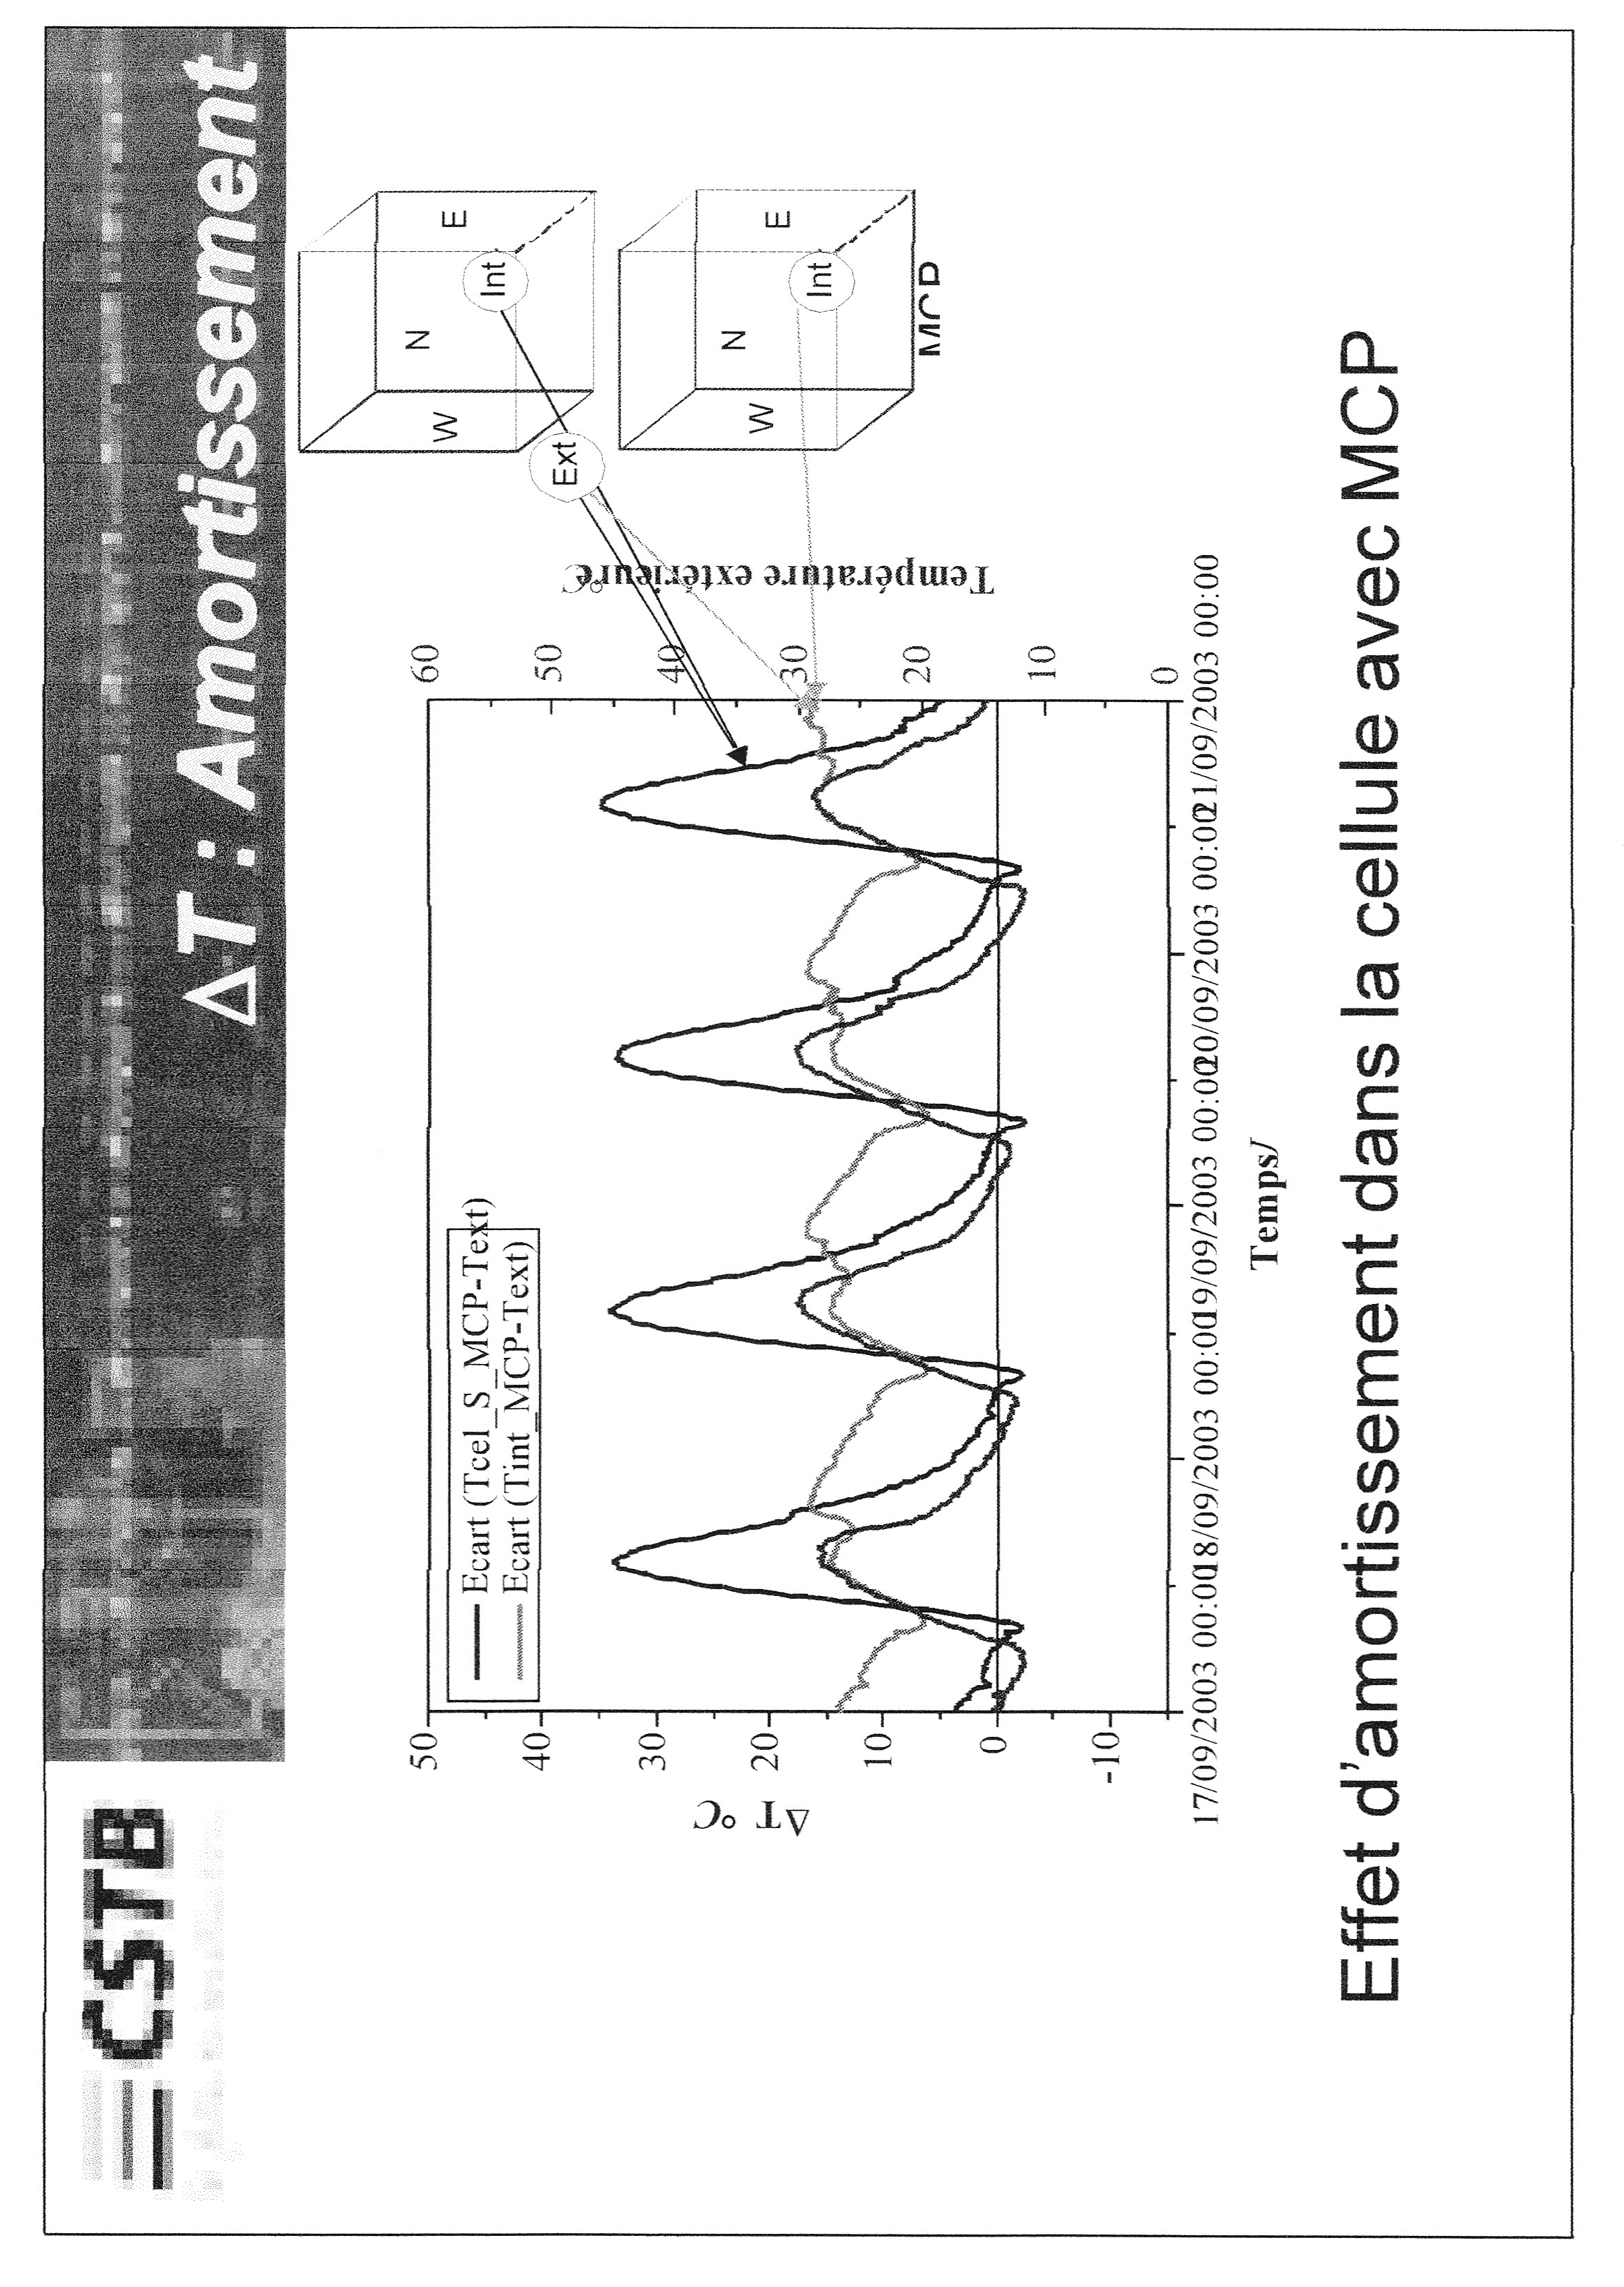 CSTB
ΔT : Amortissement
Ecart (Tcel_S_MCP-Text)
Ecart (Tint_MCP-Text)
50
40
30
20
10
0
-10
ΔT °C
60
50
40
30
20
10
0
Température extérieure °C
17/09/2003 00:00
18/09/2003 00:00
19/09/2003 00:00
20/09/2003 00:00
21/09/2003 00:00
Temps/
Ext
W
N
E
Int
W
N
E
Int
MCP
Effet d'amortissement dans la cellule avec MCP